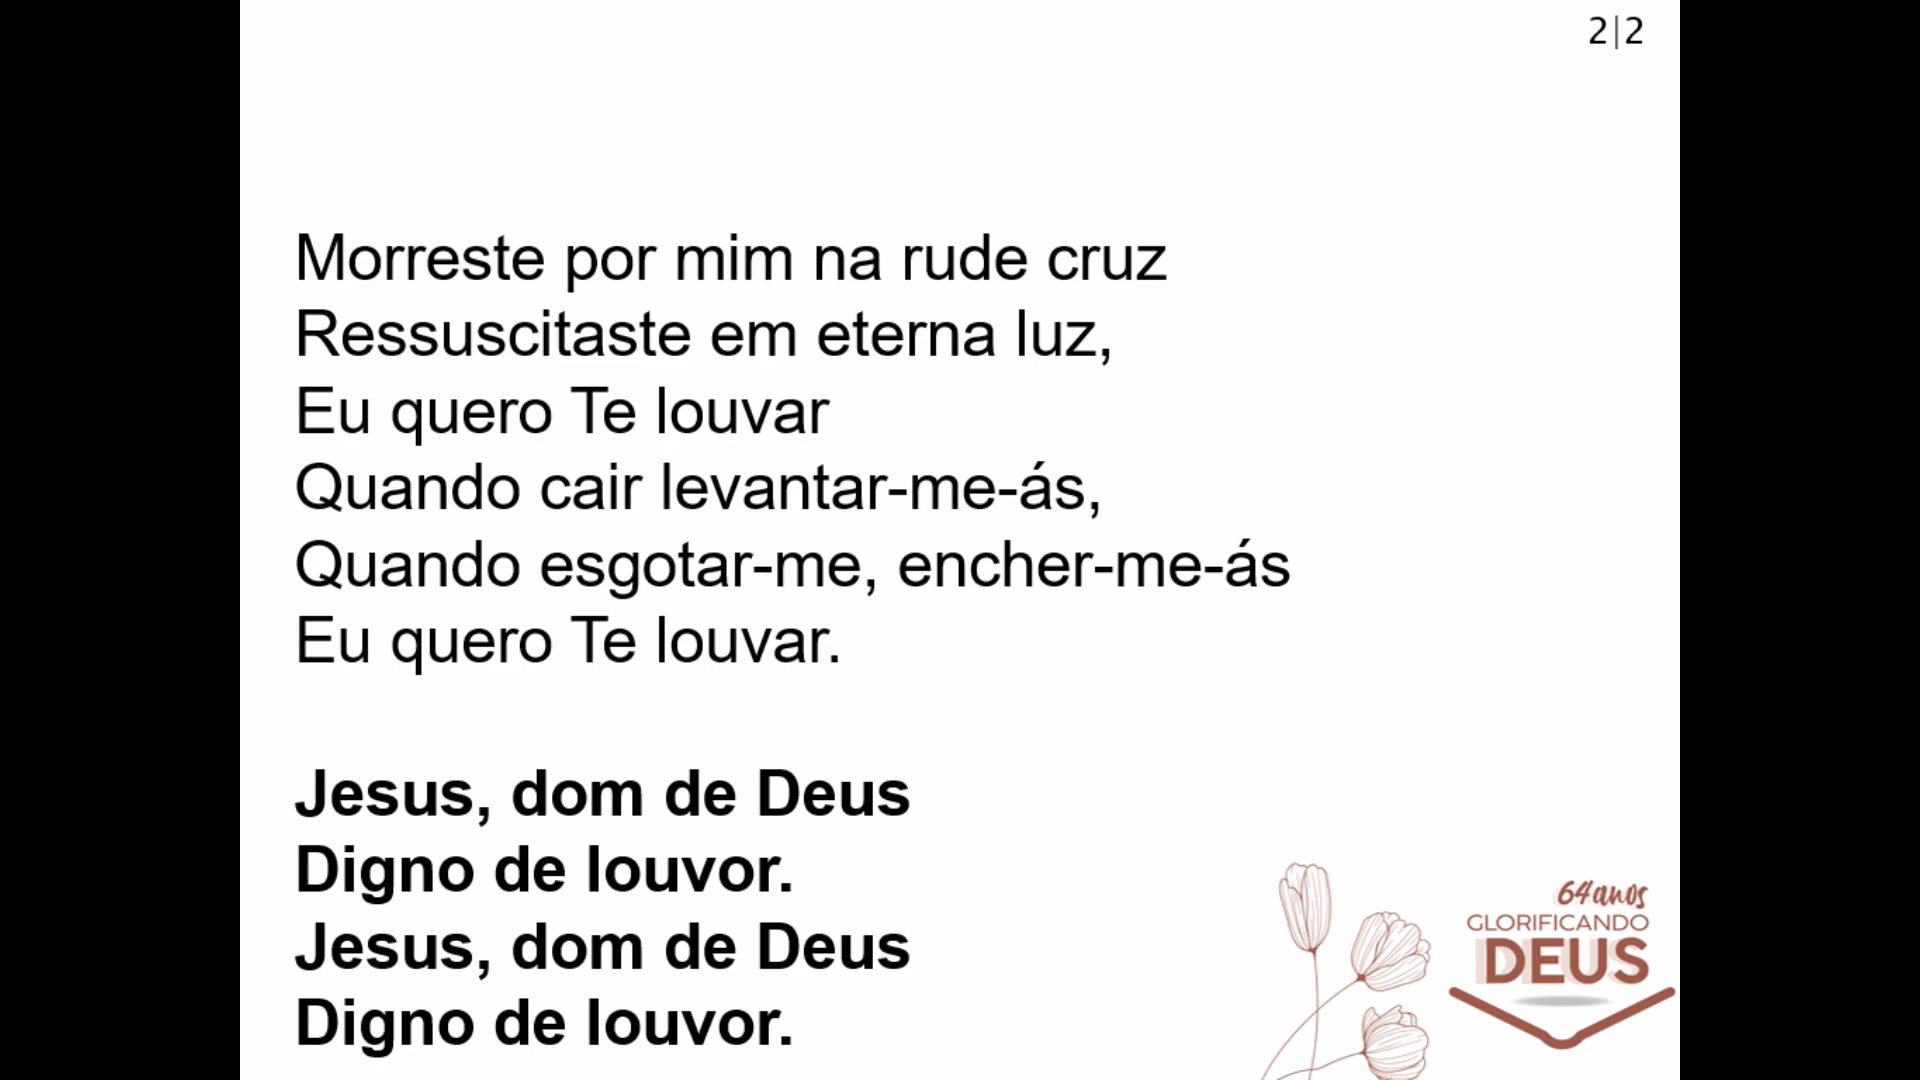 2|2
Morreste por mim na rude cruz
Ressuscitaste em eterna luz,
Eu quero Te louvar
Quando cair levantar-me-ás,
Quando esgotar-me, encher-me-ás
Eu quero Te louvar.
Jesus, dom de Deus
Digno de louvor.
Jesus, dom de Deus
Digno de louvor.
64 anos
GLORIFICANDO
DEUS